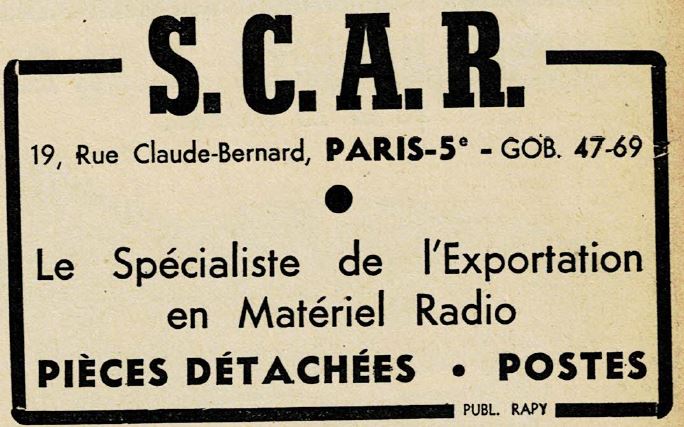 S.C.A.R.
19, Rue Claude-Bernard, PARIS-5e - GOB. 47-69
Le Spécialiste de l'Exportation
en Matériel Radio
PIÈCES DÉTACHÉES • POSTES
PUBL. RAPY